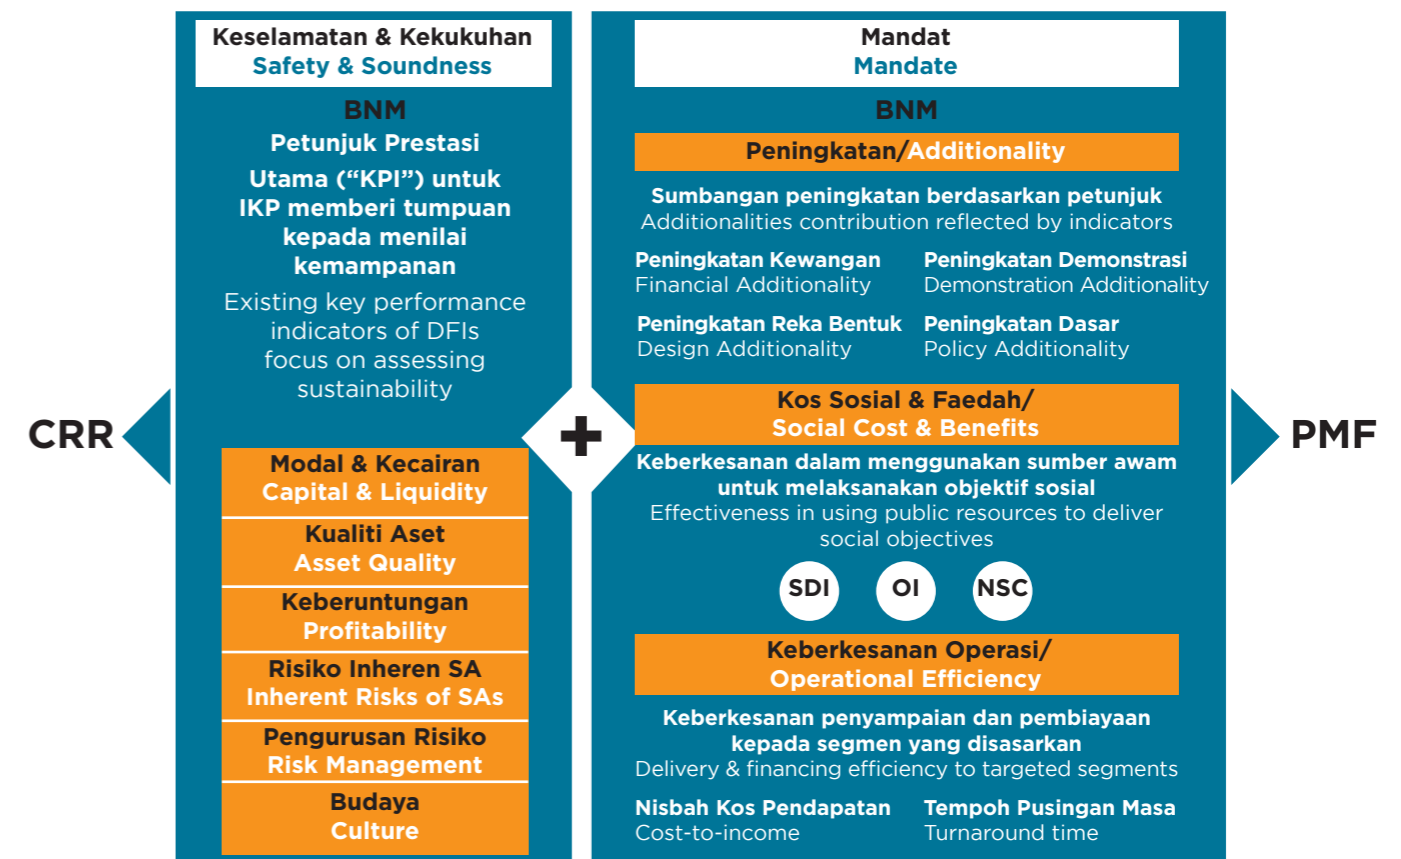 Keselamatan & Kekukuhan
Safety & Soundness
BNM
Petunjuk Prestasi
Utama (“KPI”) untuk
IKP memberi tumpuan
kepada menilai
kemampanan
Existing key performance
indicators of DFIs
focus on assessing
sustainability
CRR
Modal & Kecairan
Capital & Liquidity
Kualiti Aset
Asset Quality
Keberuntungan
Profitability
Risiko Inheren SA
Inherent Risks of SAs
Pengurusan Risiko
Risk Management
Budaya
Culture
+
Mandat
Mandate
BNM
Peningkatan/Additionality
Sumbangan peningkatan berdasarkan petunjuk
Additionalities contribution reflected by indicators
Peningkatan Kewangan
Financial Additionality
Peningkatan Demonstrasi
Demonstration Additionality
Peningkatan Reka Bentuk
Design Additionality
Peningkatan Dasar
Policy Additionality
Kos Sosial & Faedah/
Social Cost & Benefits
Keberkesanan dalam menggunakan sumber awam
untuk melaksanakan objektif sosial
Effectiveness in using public resources to deliver
social objectives
SDI OI NSC
Keberkesanan Operasi/
Operational Efficiency
Keberkesanan penyampaian dan pembiayaan
kepada segmen yang disasarkan
Delivery & financing efficiency to targeted segments
Nisbah Kos Pendapatan
Cost-to-income
Tempoh Pusingan Masa
Turnaround time
PMF